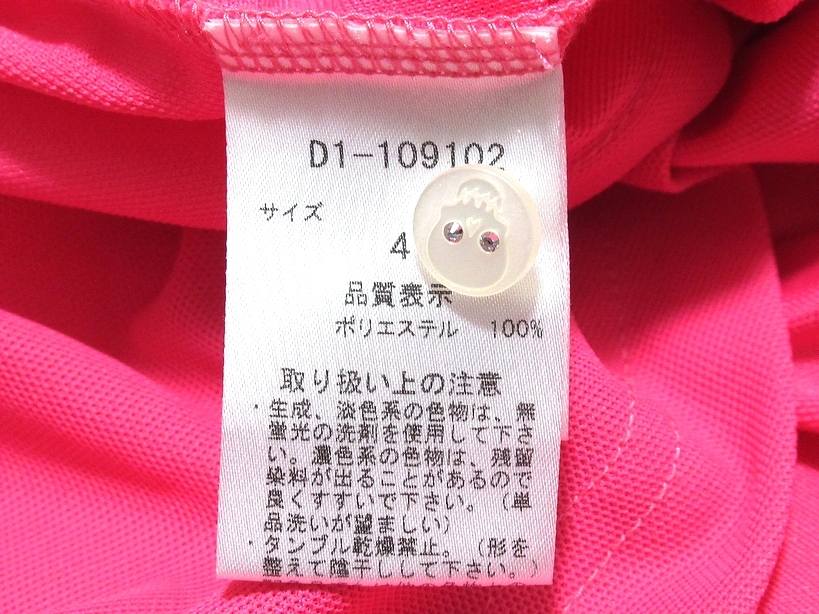 D1-109102
サイズ
4
品質表示
ポリエステル 100%
取り扱い上の注意
・生成、淡色系の色物は、無
蛍光の洗剤を使用して下さ
い。濃色系の色物は、残留
染料が出ることがあるので
良くすすいで下さい。（単
品洗いが望ましい）
・タンブル乾燥禁止。（形を
整えて陰干しして下さい。）